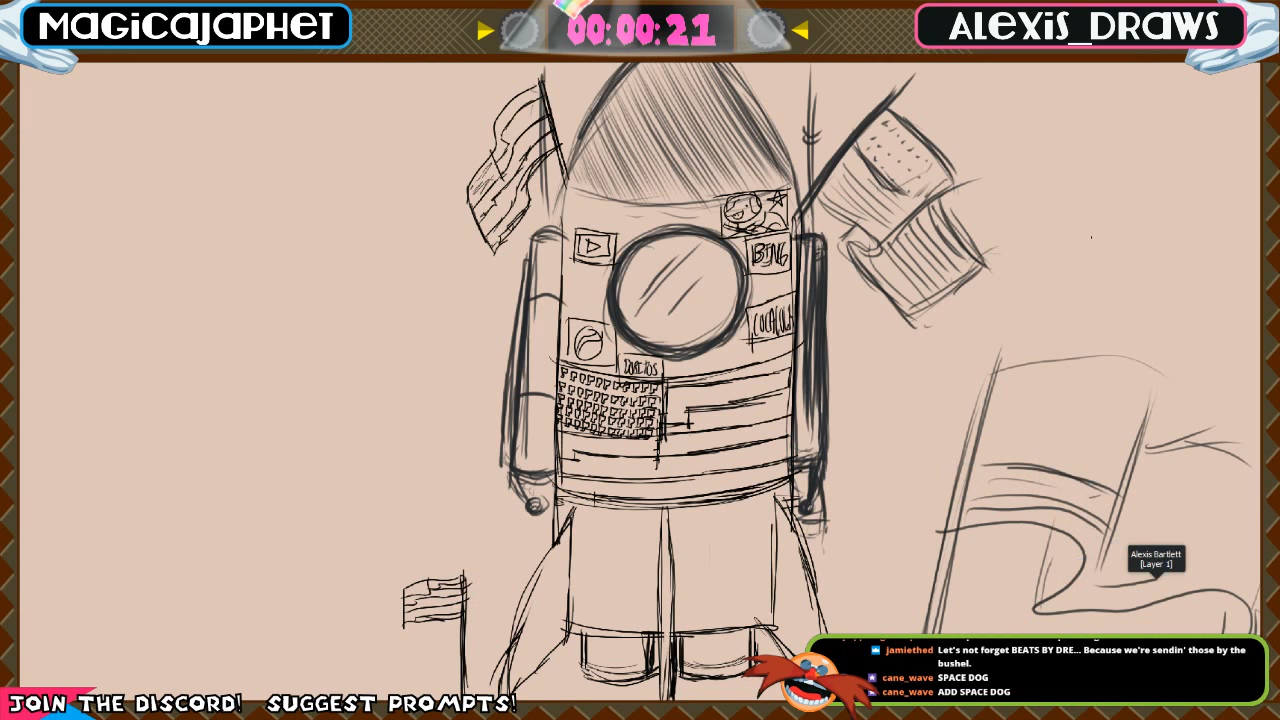 MAGICAJAPHET
00:00:21
ALEXIS_DRAWS
BING
COCACOLA
DORITOS
Alexis Bartlett
[Layer 1]
jamiethed Let's not forget BEATS BY DRE... Because we're sendin' those by the
bushel.
cane_wave SPACE DOG
cane_wave ADD SPACE DOG
JOIN THE DISCORD! SUGGEST PROMPTS!